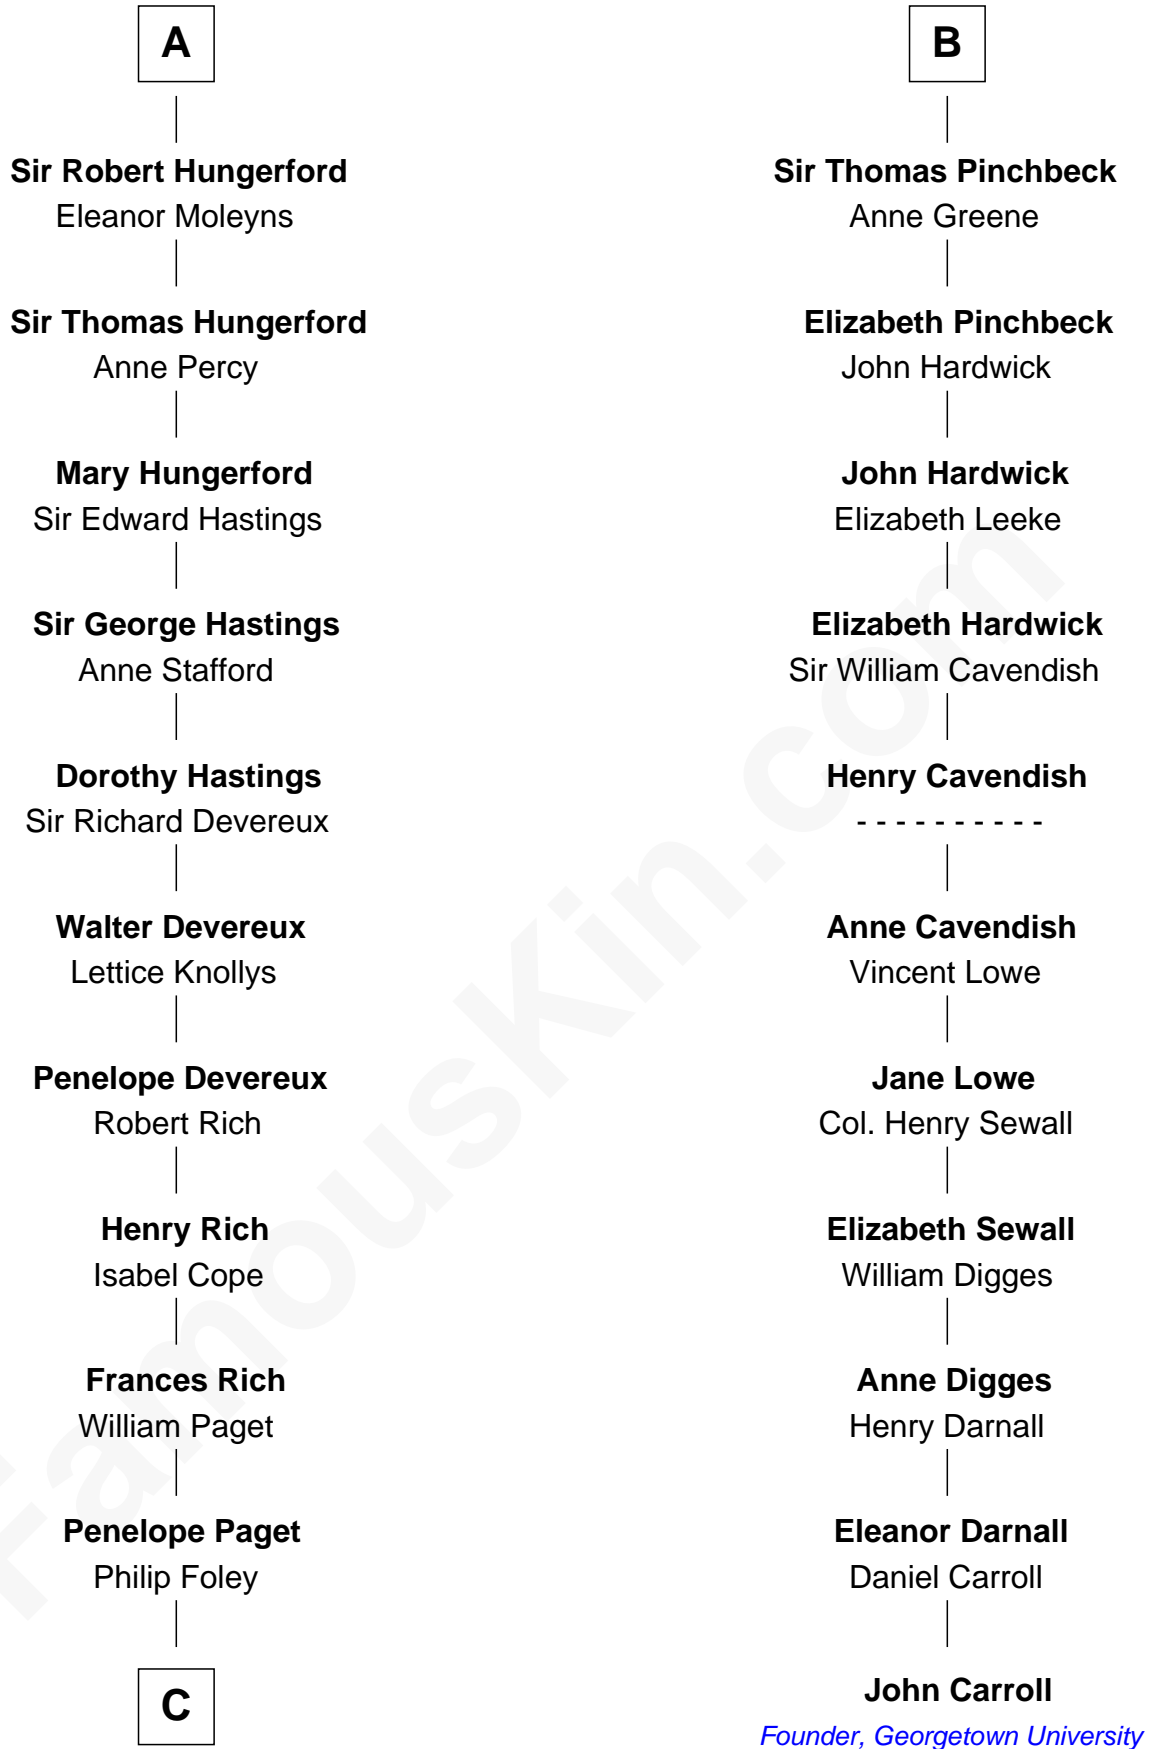 A
Sir Robert Hungerford
Eleanor Moleyns
Sir Thomas Hungerford
Anne Percy
Mary Hungerford
Sir Edward Hastings
Sir George Hastings
Anne Stafford
Dorothy Hastings
Sir Richard Devereux
Walter Devereux
Lettice Knollys
Penelope Devereux
Robert Rich
Henry Rich
Isabel Cope
Frances Rich
William Paget
Penelope Paget
Philip Foley
C
B
Sir Thomas Pinchbeck
Anne Greene
Elizabeth Pinchbeck
John Hardwick
John Hardwick
Elizabeth Leeke
Elizabeth Hardwick
Sir William Cavendish
Henry Cavendish
- - - - - - - - - -
Anne Cavendish
Vincent Lowe
Jane Lowe
Col. Henry Sewall
Elizabeth Sewall
William Digges
Anne Digges
Henry Darnall
Eleanor Darnall
Daniel Carroll
John Carroll
Founder, Georgetown University
FamousKin.com